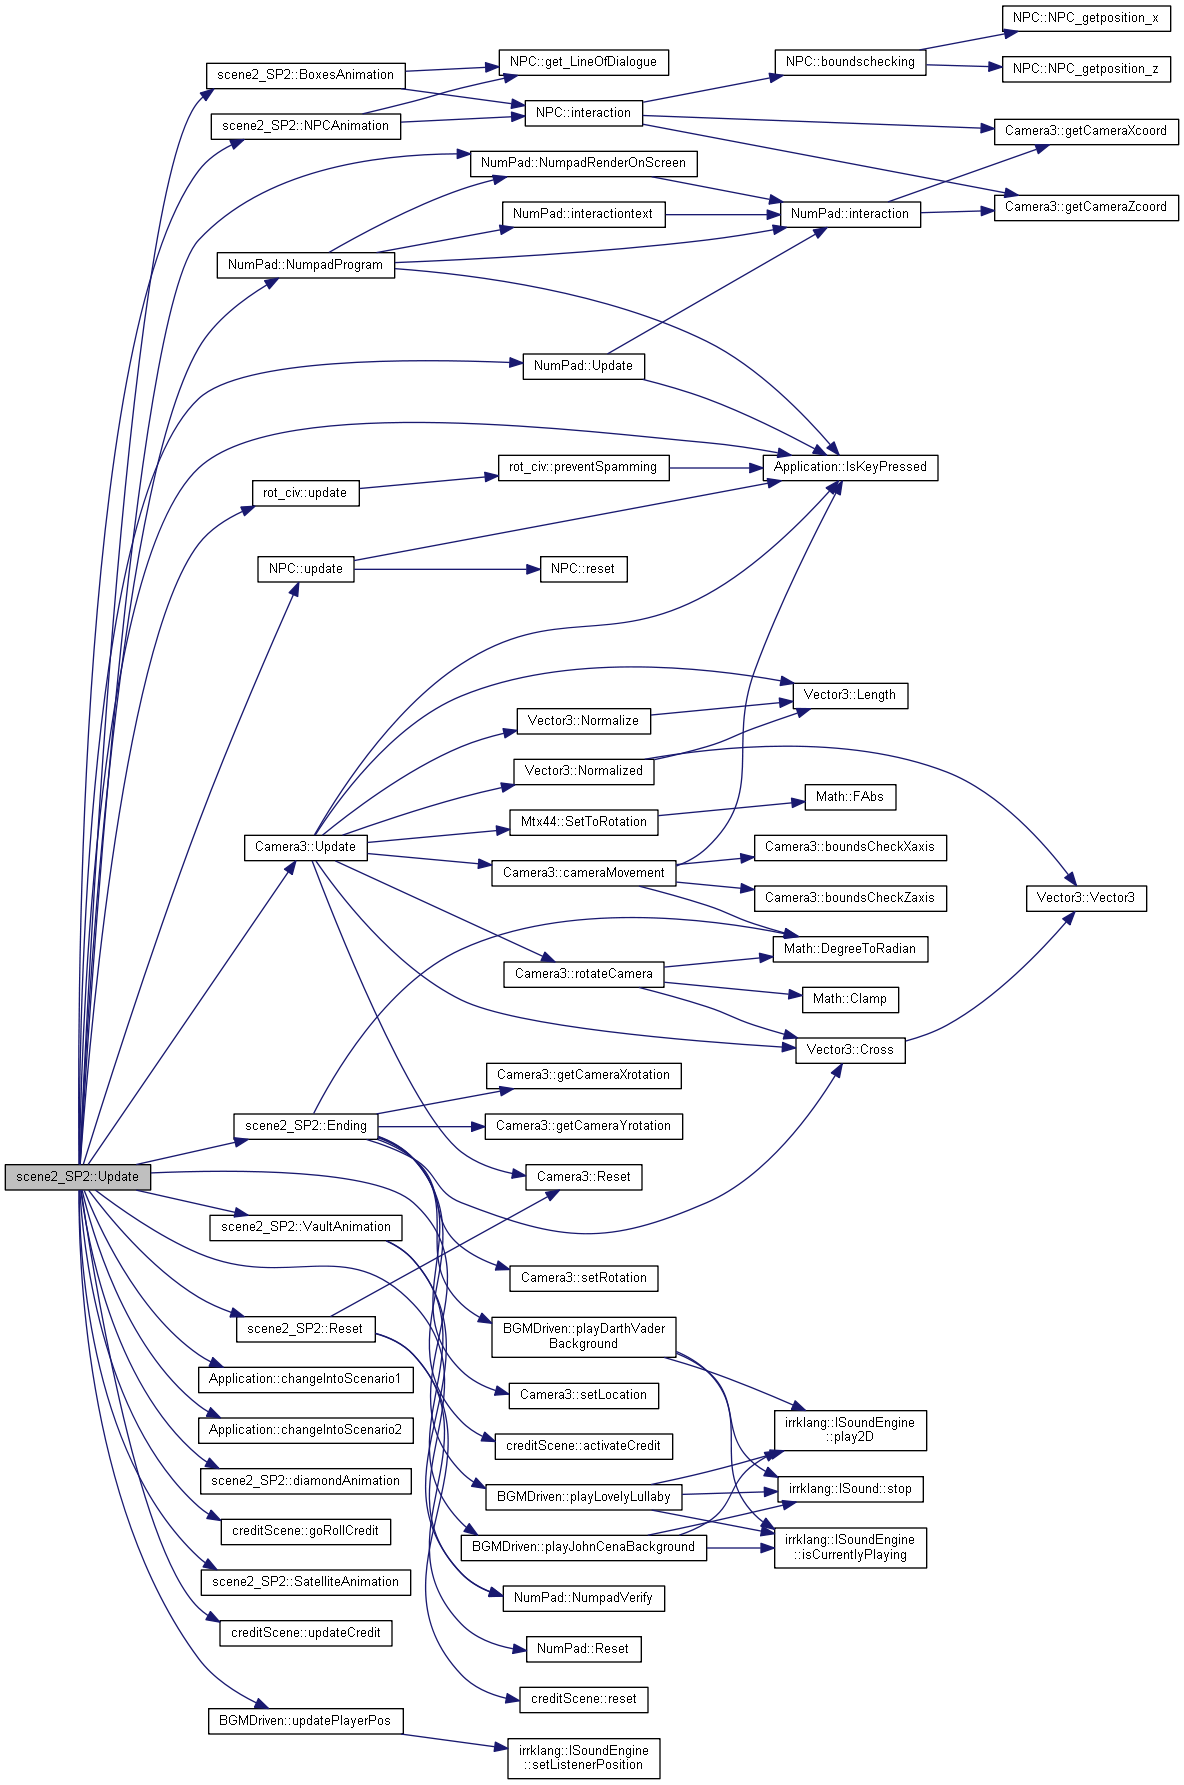 NPC::NPC_getposition_x
scene2_SP2::BoxesAnimation
NPC::get_LineOfDialogue
NPC::boundschecking
NPC::NPC_getposition_z
scene2_SP2::NPCAnimation
NPC::interaction
Camera3::getCameraXcoord
NumPad::NumpadRenderOnScreen
NumPad::interactiontext
NumPad::interaction
Camera3::getCameraZcoord
NumPad::NumpadProgram
NumPad::Update
rot_civ::preventSpamming
Application::IsKeyPressed
rot_civ::update
NPC::update
NPC::reset
Vector3::Length
Vector3::Normalize
Vector3::Normalized
Math::FAbs
Mtx44::SetToRotation
Camera3::Update
Camera3::boundsCheckXaxis
Camera3::cameraMovement
Camera3::boundsCheckZaxis
Vector3::Vector3
Math::DegreeToRadian
Camera3::rotateCamera
Math::Clamp
Vector3::Cross
Camera3::getCameraXrotation
scene2_SP2::Ending
Camera3::getCameraYrotation
scene2_SP2::Update
Camera3::Reset
scene2_SP2::VaultAnimation
Camera3::setRotation
scene2_SP2::Reset
BGMDriven::playDarthVader
Background
Application::changeIntoScenario1
Camera3::setLocation
Application::changeIntoScenario2
creditScene::activateCredit
irrklang::ISoundEngine
::play2D
scene2_SP2::diamondAnimation
BGMDriven::playLovelyLullaby
irrklang::ISound::stop
creditScene::goRollCredit
BGMDriven::playJohnCenaBackground
irrklang::ISoundEngine
::isCurrentlyPlaying
scene2_SP2::SatelliteAnimation
NumPad::NumpadVerify
creditScene::updateCredit
NumPad::Reset
creditScene::reset
BGMDriven::updatePlayerPos
irrklang::ISoundEngine
::setListenerPosition